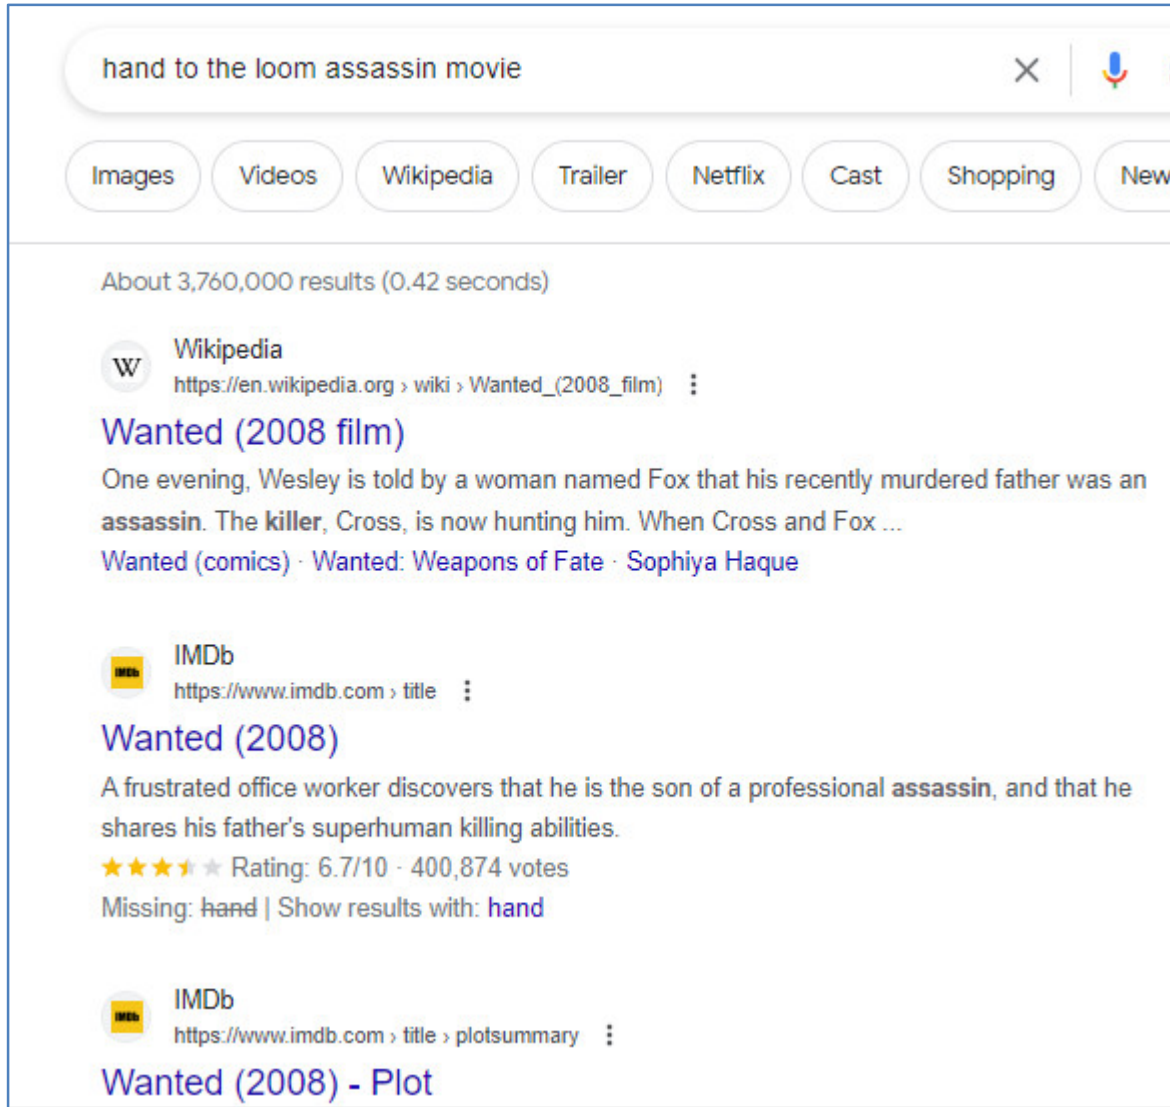 hand to the loom assassin movie
Images Videos Wikipedia Trailer Netflix Cast Shopping New
About 3,760,000 results (0.42 seconds)
W
Wikipedia
https://en.wikipedia.org › wiki › Wanted_(2008_film)
Wanted (2008 film)
One evening, Wesley is told by a woman named Fox that his recently murdered father was an
assassin. The killer, Cross, is now hunting him. When Cross and Fox ...
Wanted (comics) · Wanted: Weapons of Fate · Sophiya Haque
IMDb
IMDb
https://www.imdb.com › title
Wanted (2008)
A frustrated office worker discovers that he is the son of a professional assassin, and that he
shares his father's superhuman killing abilities.
Rating: 6.7/10 · 400,874 votes
Missing: hand | Show results with: hand
IMDb
IMDb
https://www.imdb.com › title › plotsummary
Wanted (2008) - Plot